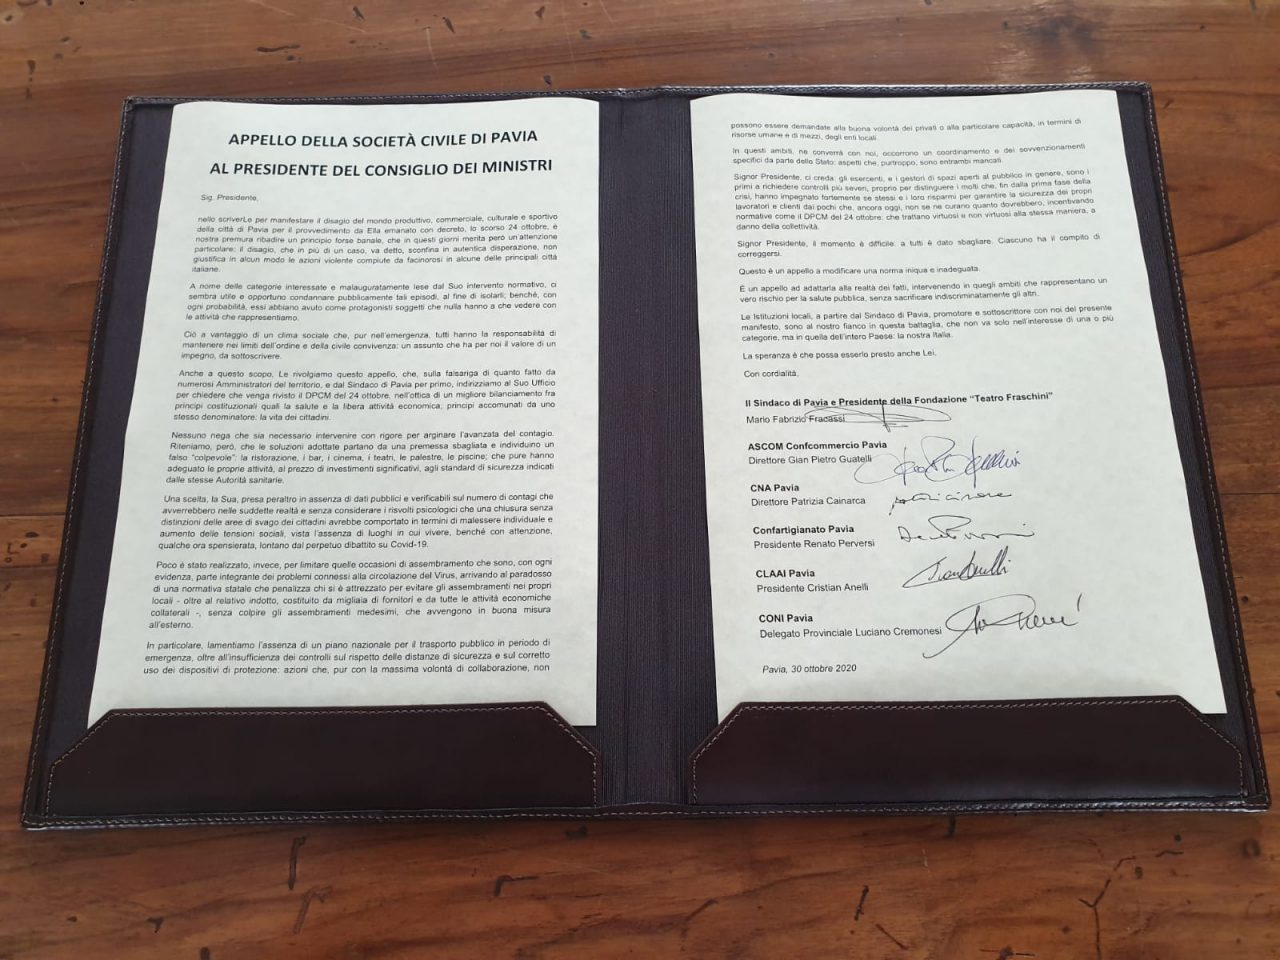 APPELLO DELLA SOCIETÀ CIVILE DI PAVIA
AL PRESIDENTE DEL CONSIGLIO DEI MINISTRI
Sig. Presidente,
nello scriverLe per manifestare il disagio del mondo produttivo, commerciale, culturale e sportivo
della città di Pavia per il provvedimento da Ella emanato con decreto, lo scorso 24 ottobre, è
nostra premura ribadire un principio forse banale, che in questi giorni merita però un'attenzione
particolare: il disagio, che in più di un caso, va detto, sconfina in autentica disperazione, non
giustifica in alcun modo le azioni violente compiute da facinorosi in alcune delle principali città
italiane.
A nome delle categorie interessate e malauguratamente lese dal Suo intervento normativo, ci
sembra utile e opportuno condannare pubblicamente tali episodi, al fine di isolarli; benché, con
ogni probabilità, essi abbiano avuto come protagonisti soggetti che nulla hanno a che vedere con
le attività che rappresentiamo.
Ciò a vantaggio di un clima sociale che, pur nell'emergenza, tutti hanno la responsabilità di
mantenere nei limiti dell'ordine e della civile convivenza: un assunto che ha per noi il valore di un
impegno, da sottoscrivere.
Anche a questo scopo, Le rivolgiamo questo appello, che, sulla falsariga di quanto fatto da
numerosi Amministratori del territorio, e dal Sindaco di Pavia per primo, indirizziamo al Suo Ufficio
per chiedere che venga rivisto il DPCM del 24 ottobre, nell'ottica di un migliore bilanciamento fra
principi costituzionali quali la salute e la libera attività economica; principi accomunati da uno
stesso denominatore: la vita dei cittadini.
Nessuno nega che sia necessario intervenire con rigore per arginare l'avanzata del contagio.
Riteniamo, però, che le soluzioni adottate partano da una premessa sbagliata e individuino un
falso "colpevole": la ristorazione, i bar, i cinema, i teatri, le palestre, le piscine; che pure hanno
adeguato le proprie attività, al prezzo di investimenti significativi, agli standard di sicurezza indicati
dalle stesse Autorità sanitarie.
Una scelta, la Sua, presa peraltro in assenza di dati pubblici e verificabili sul numero di contagi che
avverrebbero nelle suddette realtà e senza considerare i risvolti psicologici che una chiusura senza
distinzioni delle aree di svago dei cittadini avrebbe comportato in termini di malessere individuale e
aumento delle tensioni sociali, vista l'assenza di luoghi in cui vivere, benché con attenzione,
qualche ora spensierata, lontano dal perpetuo dibattito su Covid-19.
Poco è stato realizzato, invece, per limitare quelle occasioni di assembramento che sono, con ogni
evidenza, parte integrante dei problemi connessi alla circolazione del Virus, arrivando al paradosso
di una normativa statale che penalizza chi si è attrezzato per evitare gli assembramenti nei propri
locali - oltre al relativo indotto, costituito da migliaia di fornitori e da tutte le attività economiche
collaterali -, senza colpire gli assembramenti medesimi, che avvengono in buona misura
all'esterno.
In particolare, lamentiamo l'assenza di un piano nazionale per il trasporto pubblico in periodo di
emergenza, oltre all'insufficienza dei controlli sul rispetto delle distanze di sicurezza e sul corretto
uso dei dispositivi di protezione: azioni che, pur con la massima volontà di collaborazione, non
possono essere demandate alla buona volontà dei privati o alla particolare capacità, in termini di
risorse umane e di mezzi, degli enti locali.
In questi ambiti, ne converrà con noi, occorrono un coordinamento e dei sovvenzionamenti
specifici da parte dello Stato: aspetti che, purtroppo, sono entrambi mancati.
Signor Presidente, ci creda: gli esercenti, e i gestori di spazi aperti al pubblico in genere, sono i
primi a richiedere controlli più severi, proprio per distinguere i molti che, fin dalla prima fase della
crisi, hanno impegnato fortemente se stessi e i loro risparmi per garantire la sicurezza dei propri
lavoratori e clienti dai pochi che, ancora oggi, non se ne curano quanto dovrebbero, incentivando
normative come il DPCM del 24 ottobre: che trattano virtuosi e non virtuosi alla stessa maniera, a
danno della collettività.
Signor Presidente, il momento è difficile: a tutti è dato sbagliare. Ciascuno ha il compito di
correggersi.
Questo è un appello a modificare una norma iniqua e inadeguata.
È un appello ad adattarla alla realtà dei fatti, intervenendo in quegli ambiti che rappresentano un
vero rischio per la salute pubblica, senza sacrificare indiscriminatamente gli altri.
Le Istituzioni locali, a partire dal Sindaco di Pavia, promotore e sottoscrittore con noi del presente
manifesto, sono al nostro fianco in questa battaglia, che non va solo nell'interesse di una o più
categorie, ma in quella dell'intero Paese: la nostra Italia.
La speranza è che possa esserlo presto anche Lei.
Con cordialità,
Il Sindaco di Pavia e Presidente della Fondazione "Teatro Fraschini"
Mario Fabrizio Fracassi
ASCOM Confcommercio Pavia
Direttore Gian Pietro Guatelli
CNA Pavia
Direttore Patrizia Cainarca
Confartigianato Pavia
Presidente Renato Perversi
CLAAI Pavia
Presidente Cristian Anelli
CONI Pavia
Delegato Provinciale Luciano Cremonesi
Pavia, 30 ottobre 2020